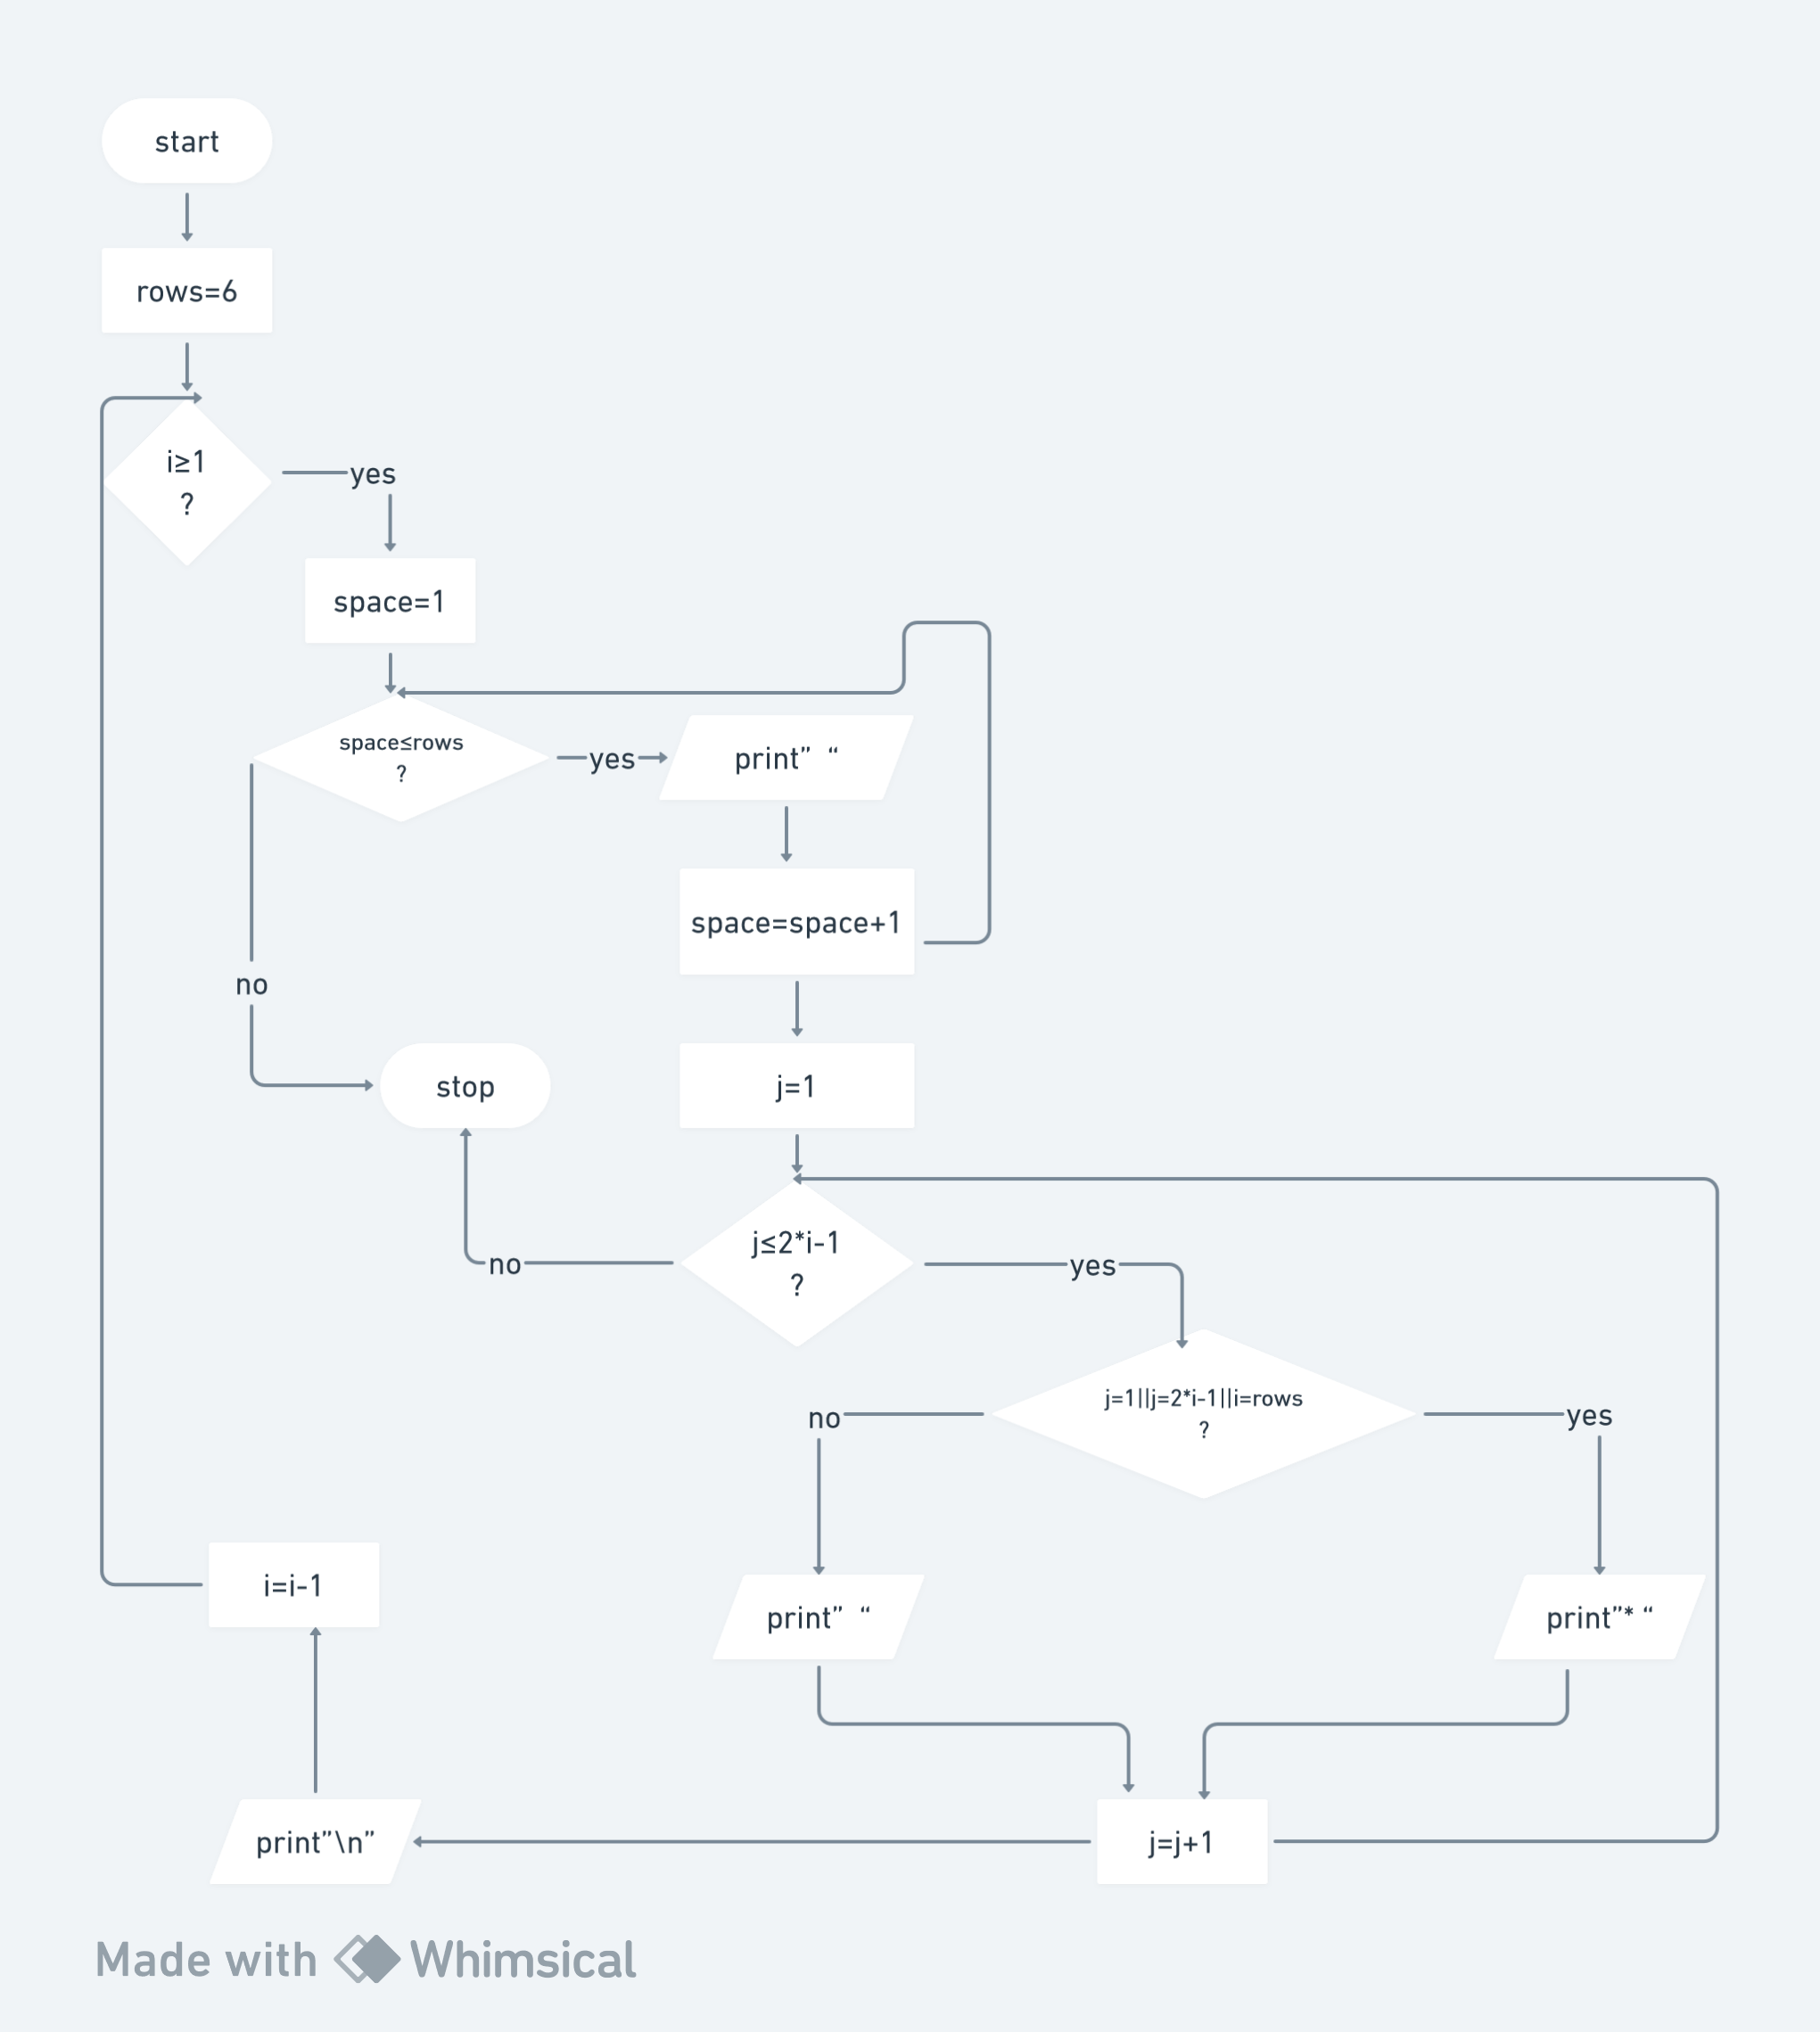 start
rows=6
i≥1
?
yes
space=1
space≤rows
?
yes
print” “
space=space+1
no
stop
j=1
j≤2*i-1
?
no
yes
j=1||j=2*i-1||i=rows
?
no
yes
i=i-1
print” “
print”* “
print”\n”
j=j+1
Made with Whimsical